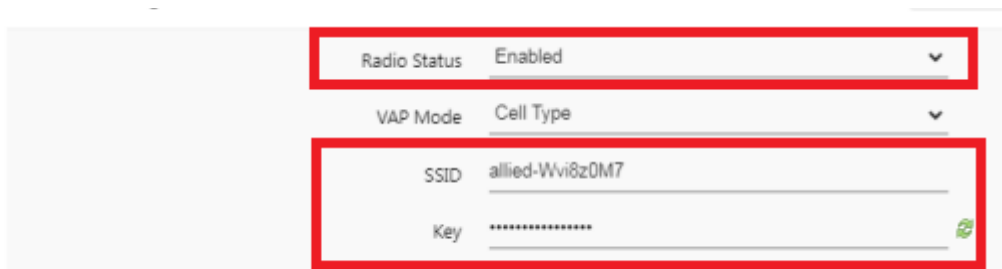 Radio Status Enabled
VAP Mode Cell Type
SSID allied-Wvi8z0M7
Key ••••••••••••••••